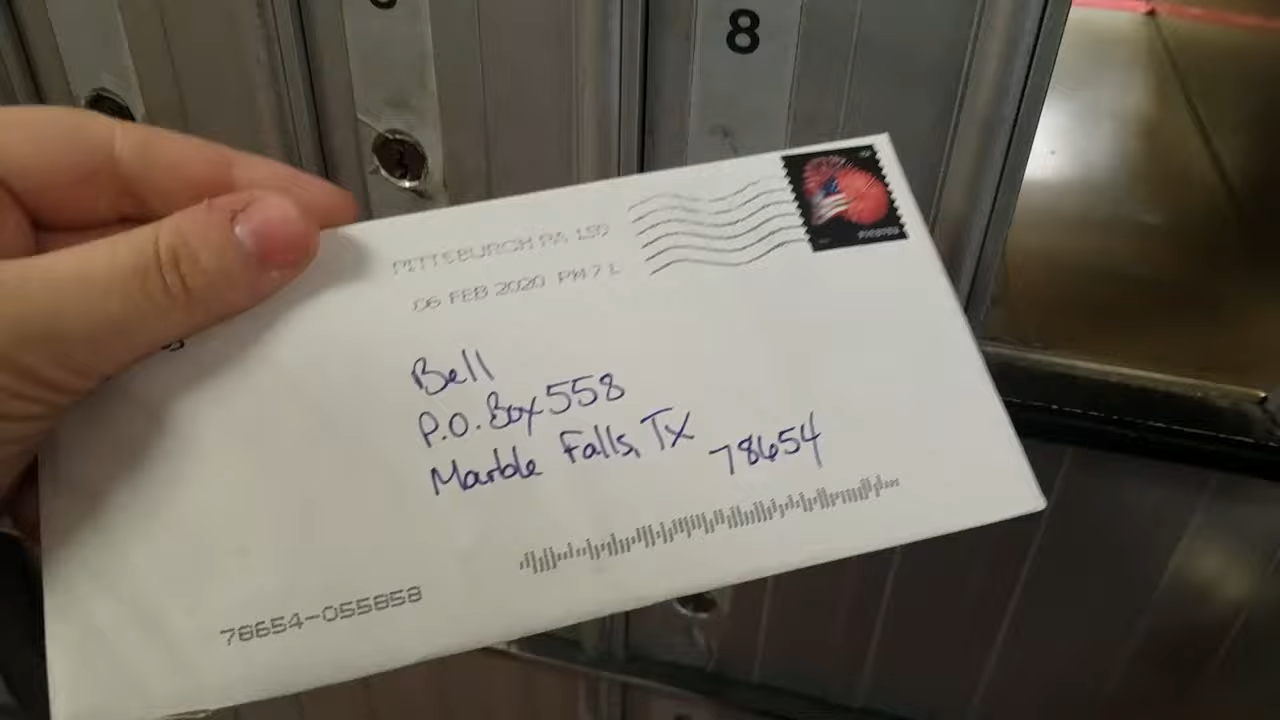 8
PITTSBURGH PA 150
06 FEB 2020 PM 7 L
Bell
P.O. Box 558
Marble Falls, TX
78654
78654-055858